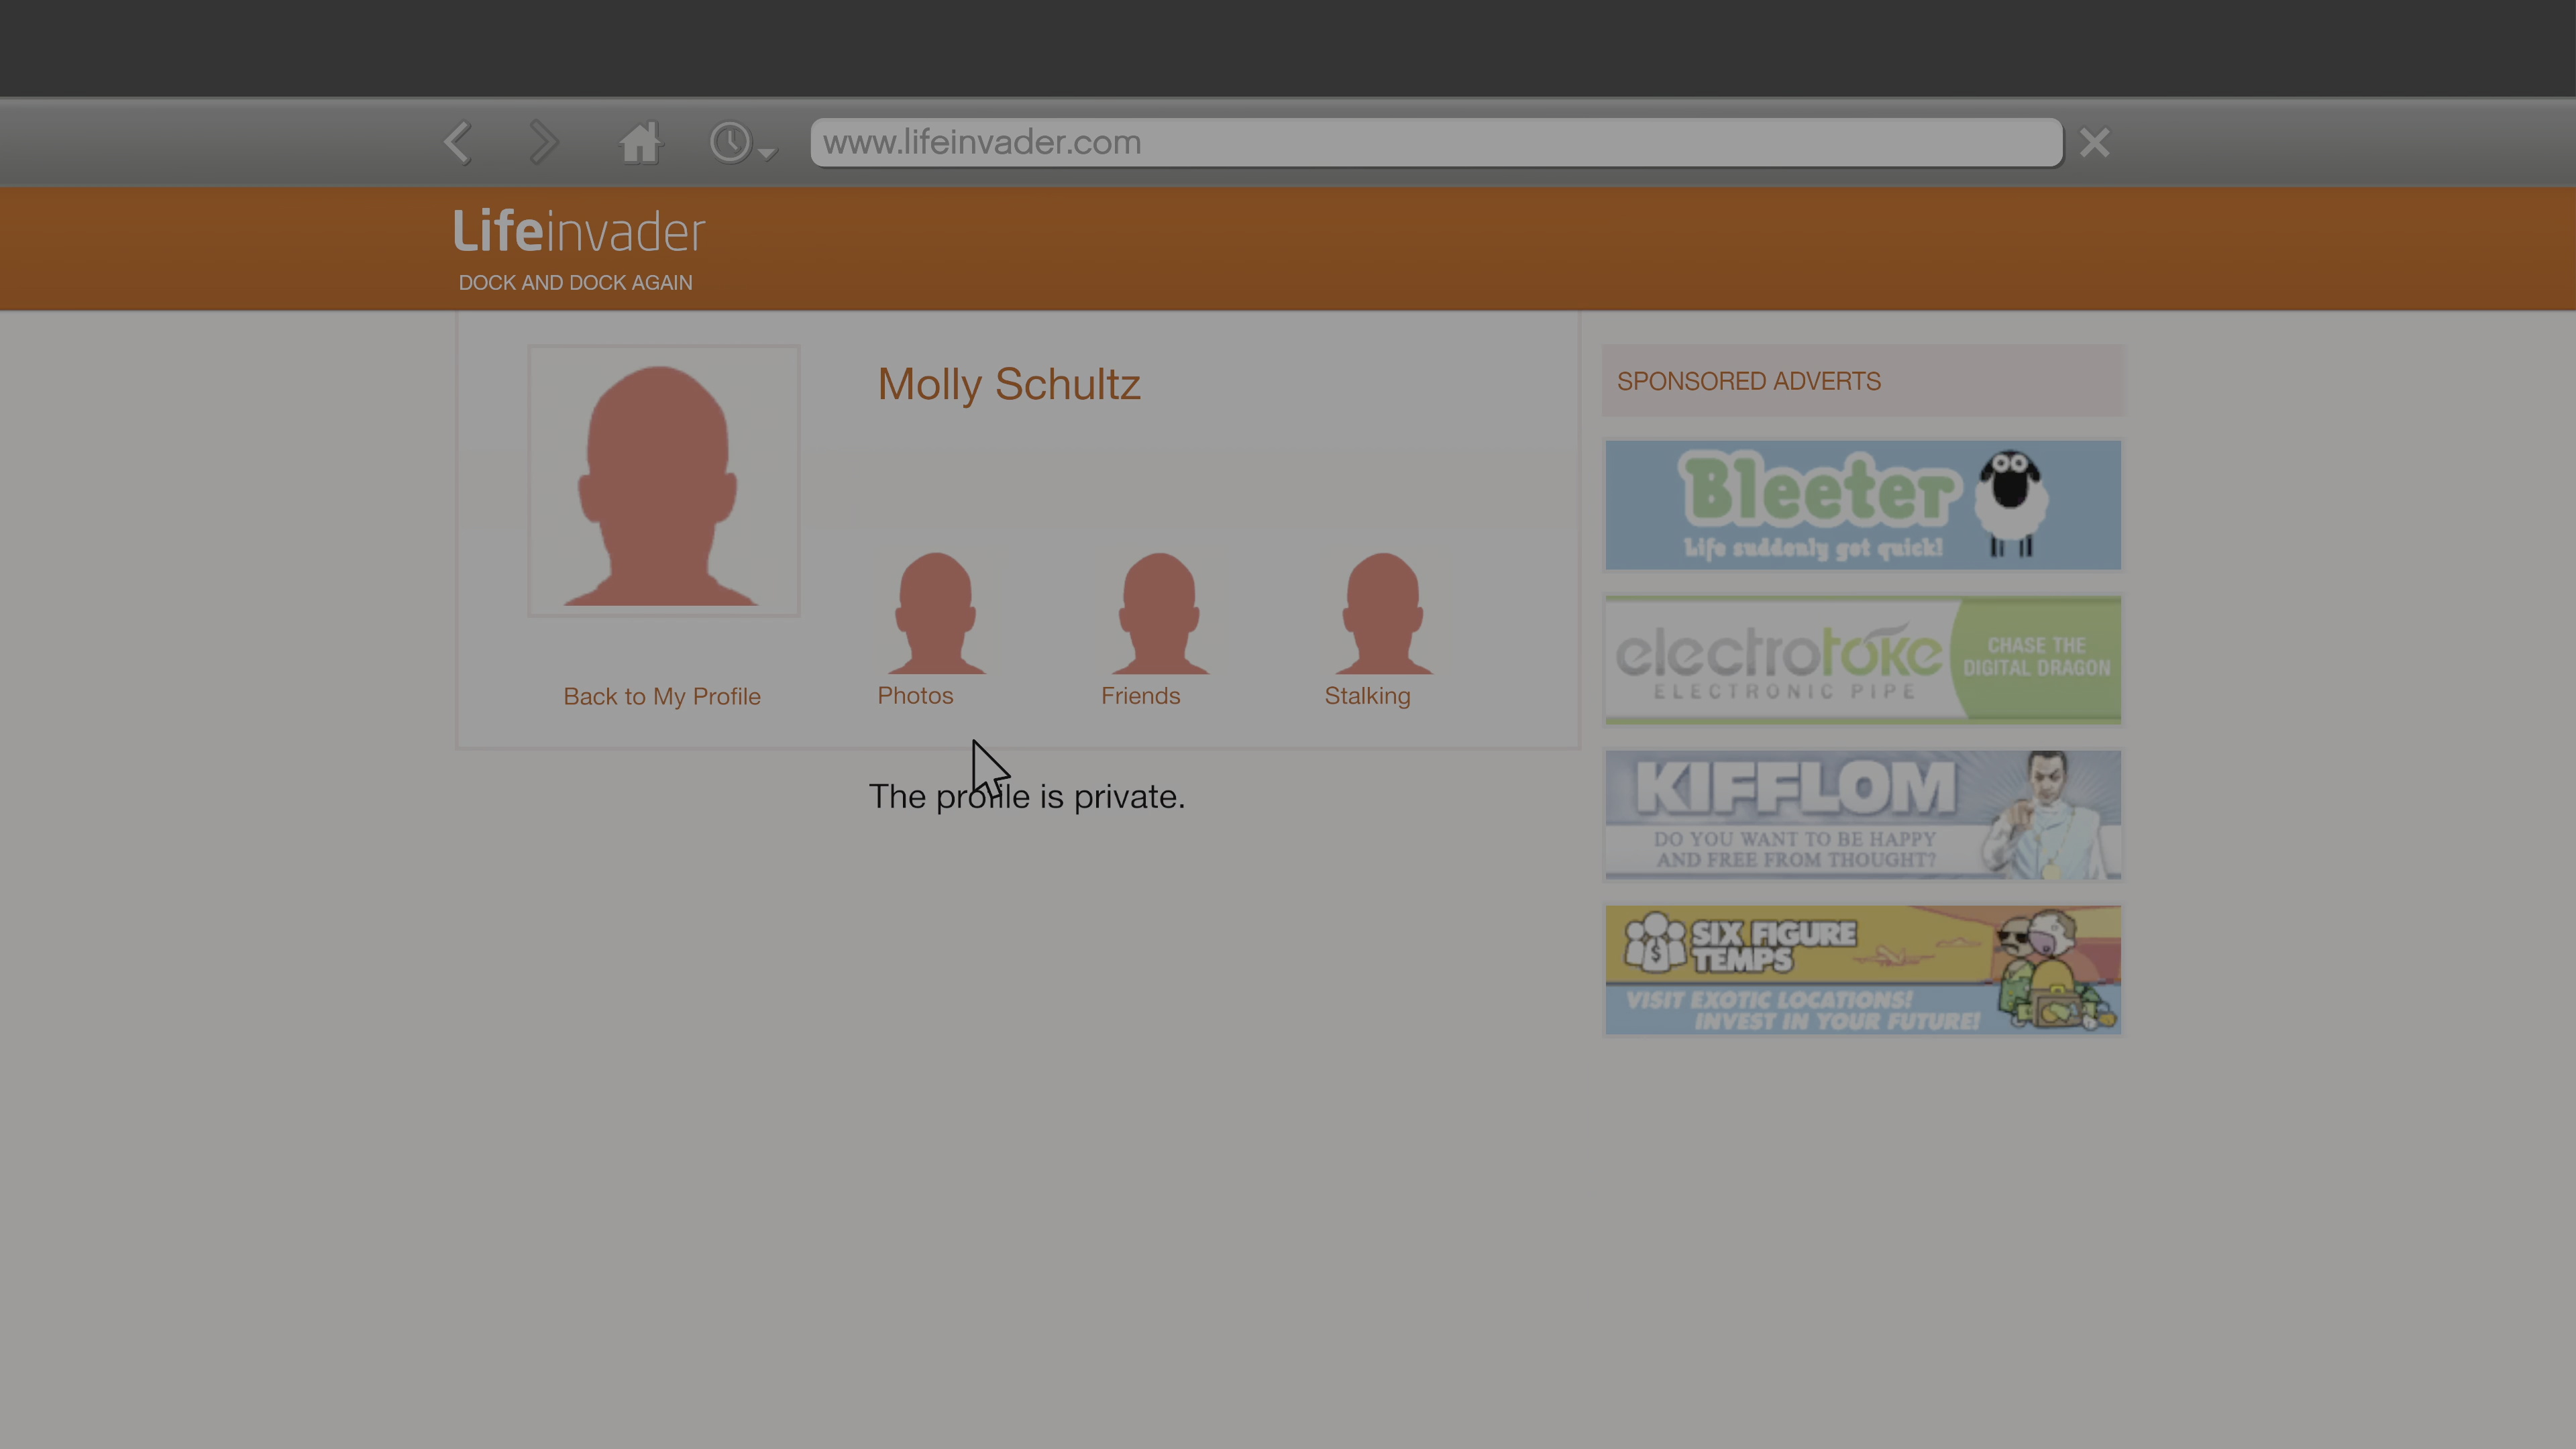 www.lifeinvader.com
Lifeinvader
DOCK AND DOCK AGAIN
Molly Schultz
Back to My Profile
Photos
Friends
Stalking
The profile is private.
SPONSORED ADVERTS
Bleeter
Life suddenly got quick!
electrotoke
ELECTRONIC PIPE
CHASE THE
DIGITAL DRAGON
KIFFLOM
DO YOU WANT TO BE HAPPY
AND FREE FROM THOUGHT?
SIX FIGURE
TEMPS
VISIT EXOTIC LOCATIONS!
INVEST IN YOUR FUTURE!